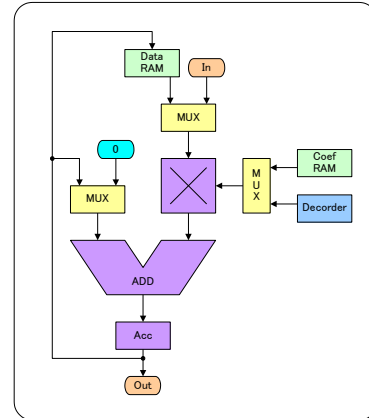 Data
RAM
In
MUX
0
MUX
M
U
X
Coef
RAM
Decorder
ADD
Acc
Out